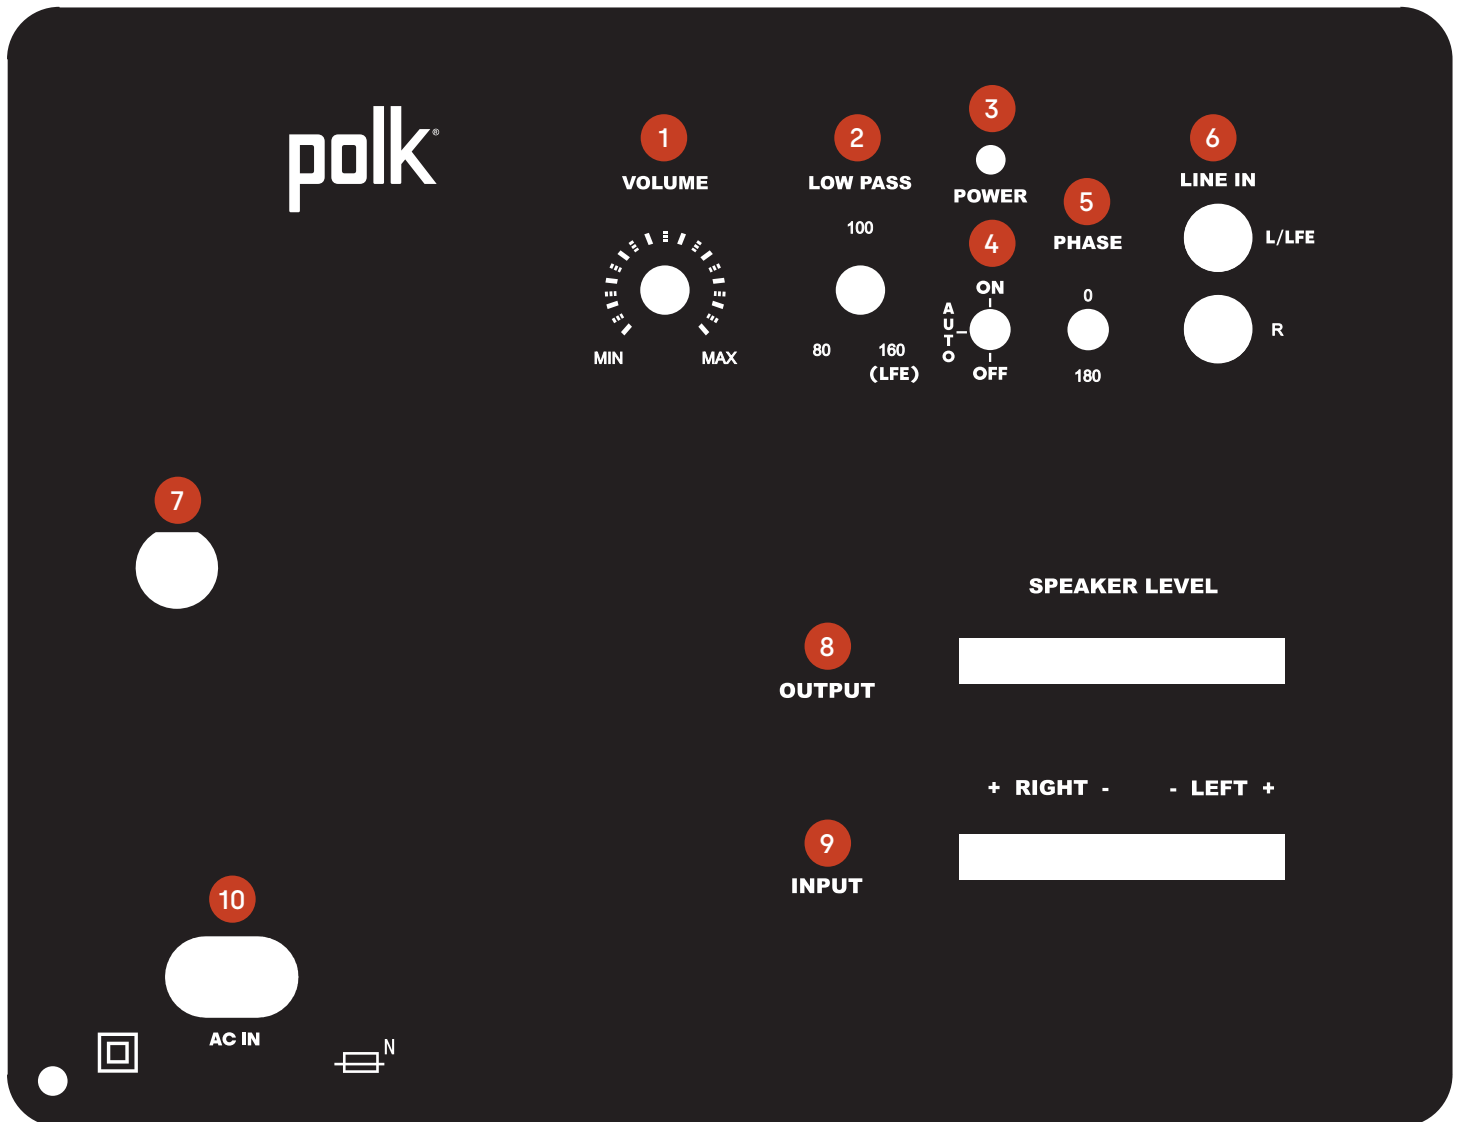 polk®
1
VOLUME
MIN
MAX
2
LOW PASS
100
80
160
(LFE)
3
POWER
4
ON
AUTO
OFF
5
PHASE
0
180
6
LINE IN
L/LFE
R
7
SPEAKER LEVEL
8
OUTPUT
+ RIGHT - - LEFT +
9
INPUT
10
AC IN
N